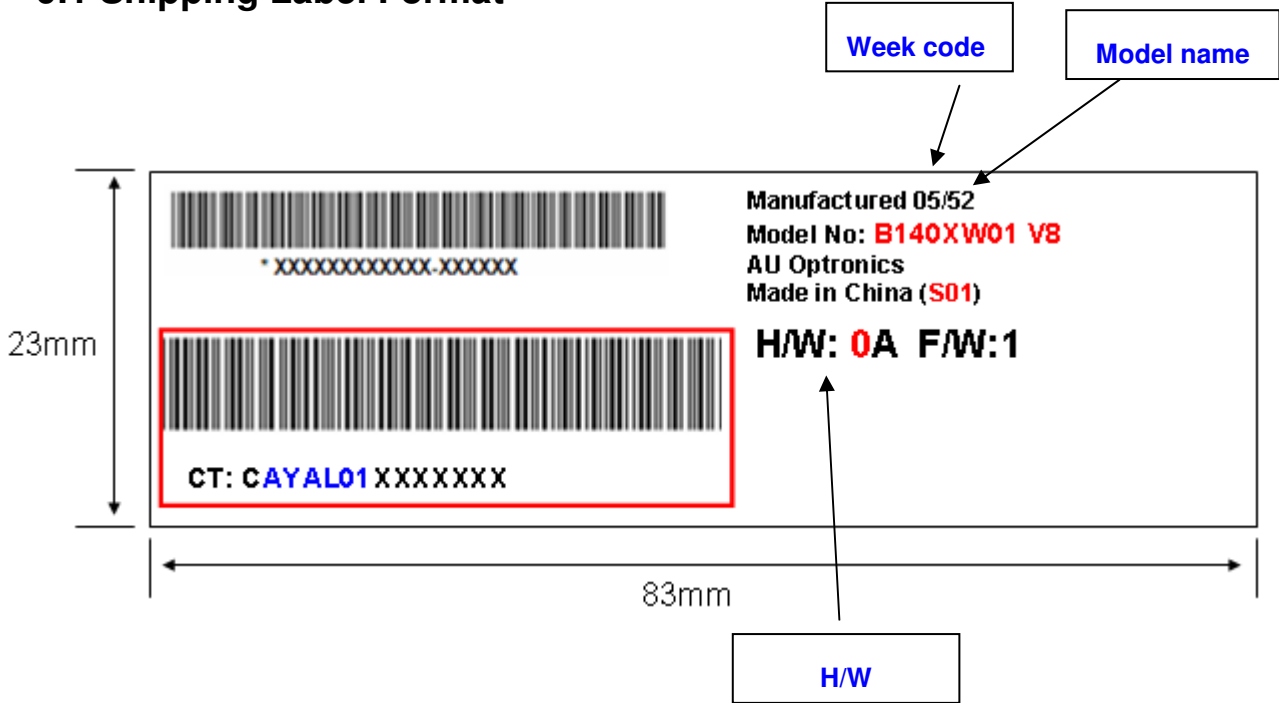 Week code
Model name
Manufactured 05/52
Model No: B140XW01 V8
AU Optronics
Made in China (S01)
* XXXXXXXXXXXX-XXXXXX
H/W: 0A F/W:1
23mm
CT: CAYAL01XXXXXXX
83mm
H/W